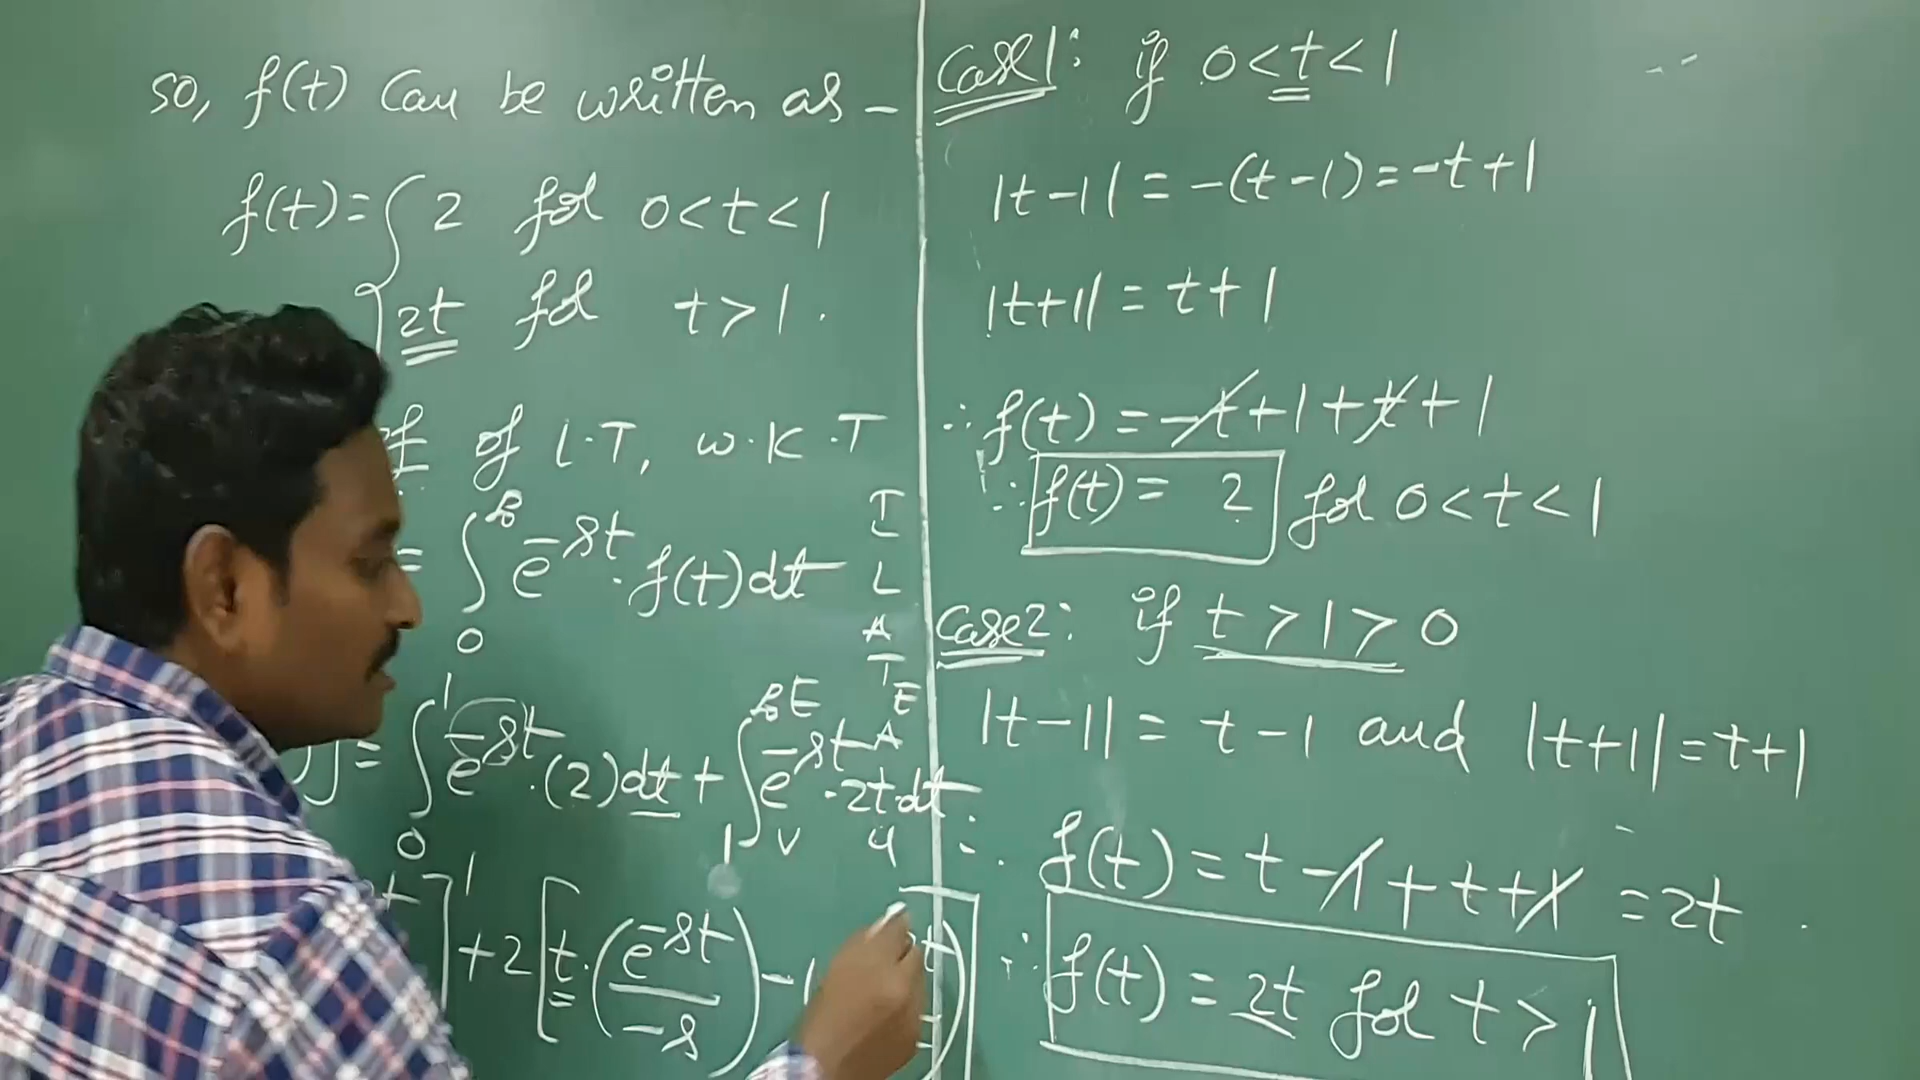 so, f(t) can be written as –
f(t) = { 2 for 0 < t < 1
2t for t > 1 .
of L.T, w.K.T
= ∫₀^∞ e^-st . f(t) dt
I
L
A
T
E
= ∫₀^1 e^-st . (2) dt + ∫₁^∞ e^-st . 2t dt .
E A
V u
]^1 + 2 [ t . ( e^-st / -s ) -
Case 1: if 0 < t < 1
|t-1| = -(t-1) = -t+1
|t+1| = t+1
∴ f(t) = -t+1+t+1
∴ f(t) = 2 for 0 < t < 1
Case 2: if t > 1 > 0
|t-1| = t-1 and |t+1| = t+1
∴ f(t) = t-1+t+1 = 2t .
∴ f(t) = 2t for t > 1